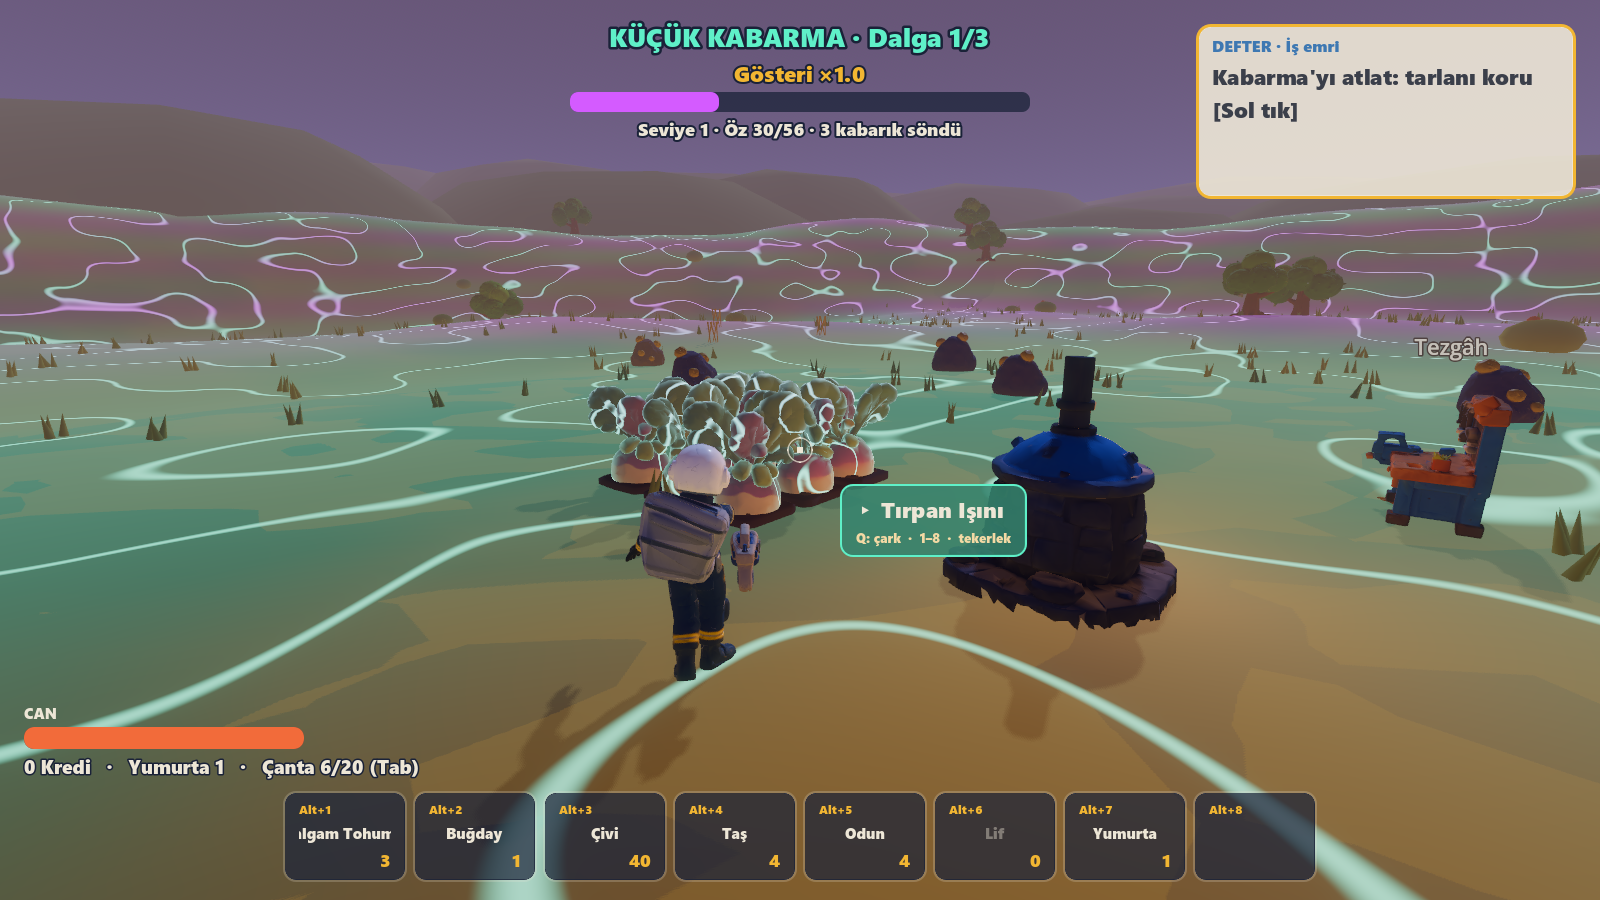 KÜÇÜK KABARMA · Dalga 1/3
Gösteri ×1.0
Seviye 1 · Öz 30/56 · 3 kabarık söndü
DEFTER · İş emri
Kabarma'yı atlat: tarlanı koru
[Sol tık]
Tezgâh
▸ Tırpan Işını
Q: çark · 1–8 · tekerlek
CAN
0 Kredi · Yumurta 1 · Çanta 6/20 (Tab)
Alt+1
algam Tohum
3
Alt+2
Buğday
1
Alt+3
Çivi
40
Alt+4
Taş
4
Alt+5
Odun
4
Alt+6
Lif
0
Alt+7
Yumurta
1
Alt+8